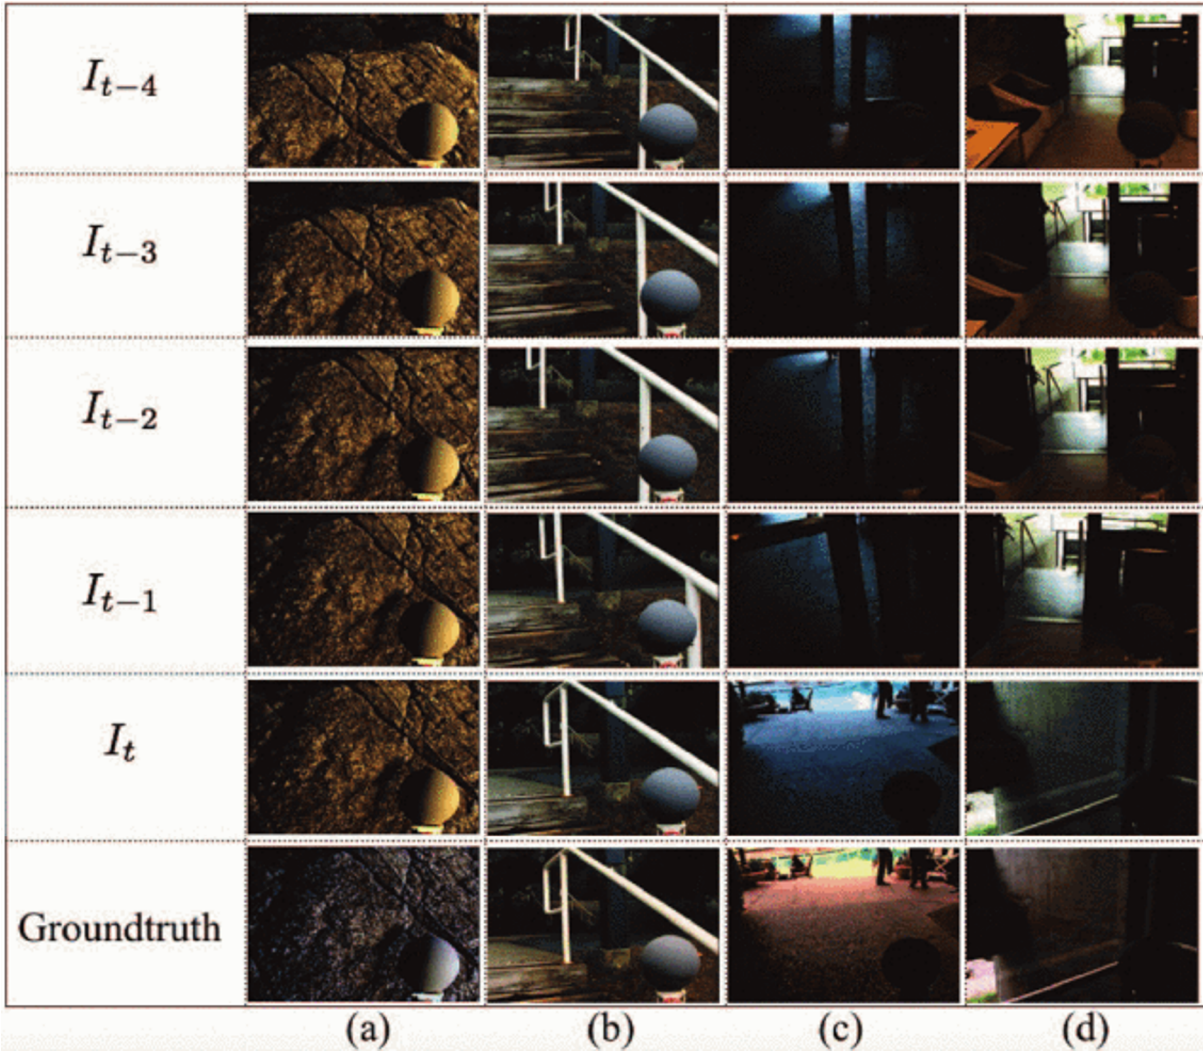 I_{t−4}
I_{t−3}
I_{t−2}
I_{t−1}
I_t
Groundtruth
(a) (b) (c) (d)